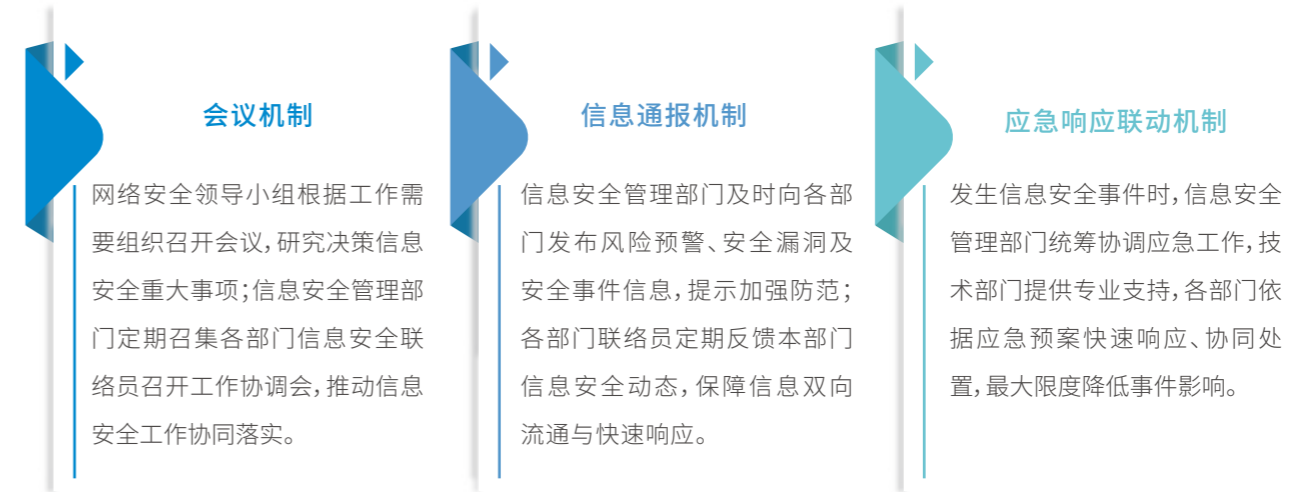 会议机制
网络安全领导小组根据工作需
要组织召开会议，研究决策信息
安全重大事项；信息安全管理部
门定期召集各部门信息安全联
络员召开工作协调会，推动信息
安全工作协同落实。
信息通报机制
信息安全管理部门及时向各部
门发布风险预警、安全漏洞及
安全事件信息，提示加强防范；
各部门联络员定期反馈本部门
信息安全动态，保障信息双向
流通与快速响应。
应急响应联动机制
发生信息安全事件时，信息安全
管理部门统筹协调应急工作，技
术部门提供专业支持，各部门依
据应急预案快速响应、协同处
置，最大限度降低事件影响。